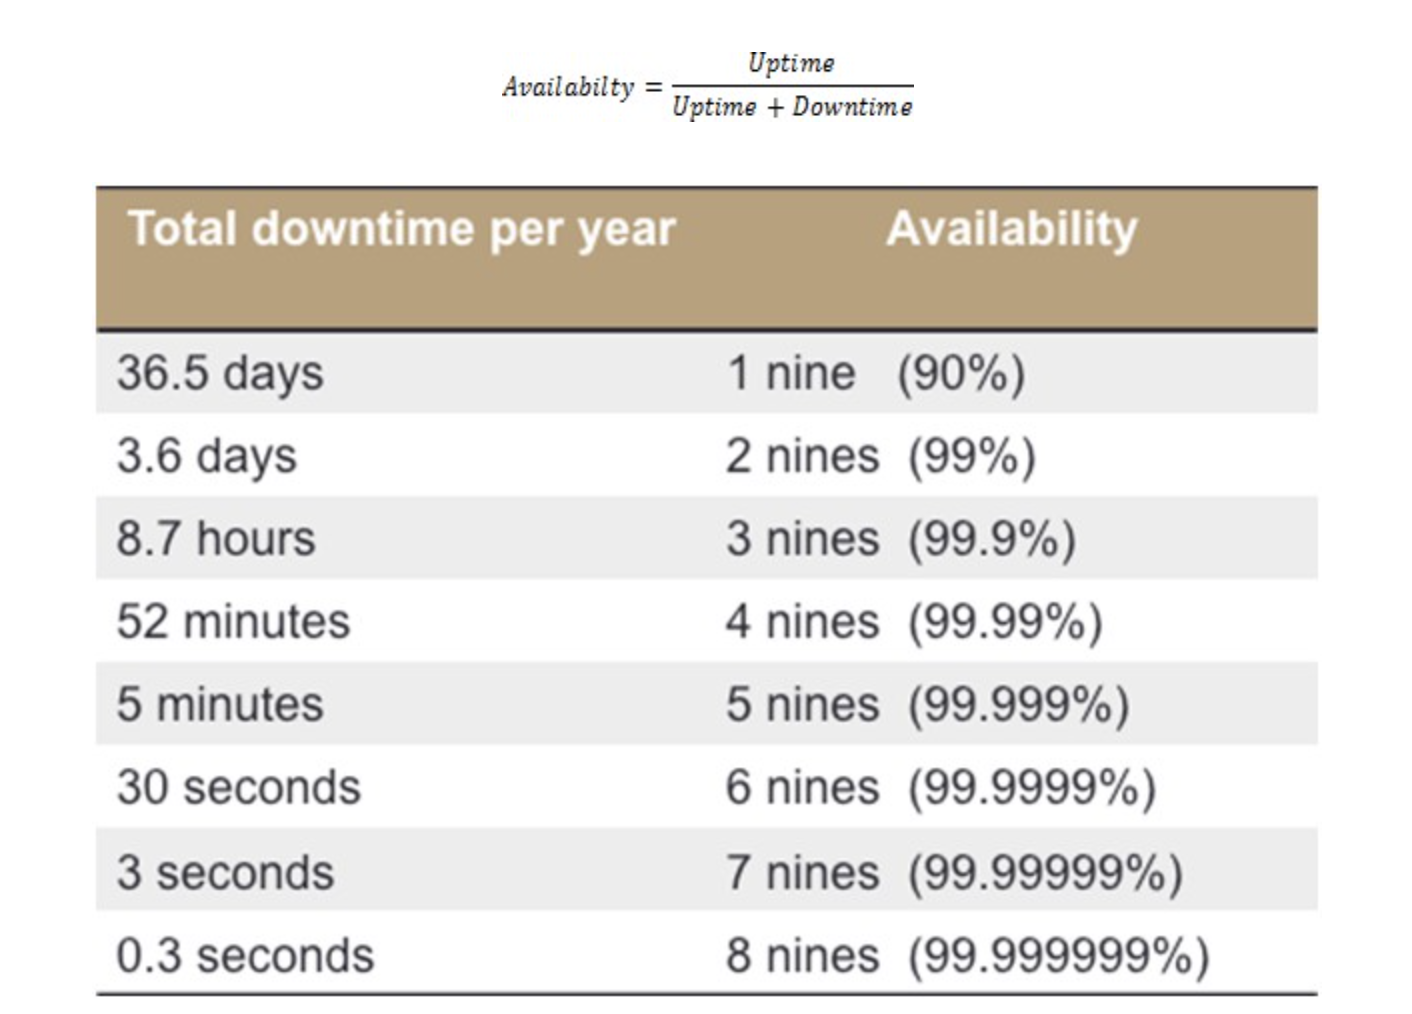 Availabilty = Uptime / Uptime + Downtime
Total downtime per year Availability
36.5 days 1 nine (90%)
3.6 days 2 nines (99%)
8.7 hours 3 nines (99.9%)
52 minutes 4 nines (99.99%)
5 minutes 5 nines (99.999%)
30 seconds 6 nines (99.9999%)
3 seconds 7 nines (99.99999%)
0.3 seconds 8 nines (99.999999%)